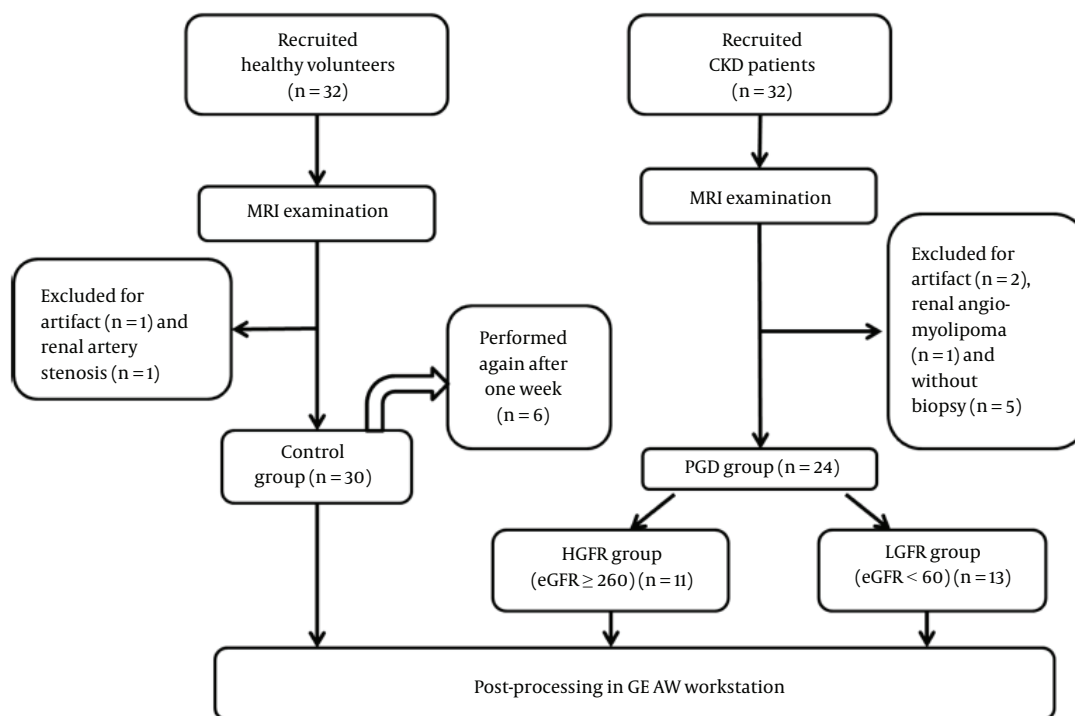 Recruited
healthy volunteers
(n = 32)
Recruited
CKD patients
(n = 32)
MRI examination
MRI examination
Excluded for
artifact (n = 1) and
renal artery
stenosis (n = 1)
Performed
again after
one week
(n = 6)
Excluded for
artifact (n = 2),
renal angio-
myolipoma
(n = 1) and
without
biopsy (n = 5)
Control
group (n = 30)
PGD group (n = 24)
HGFR group
(eGFR ≥ 260) (n = 11)
LGFR group
(eGFR < 60) (n = 13)
Post-processing in GE AW workstation